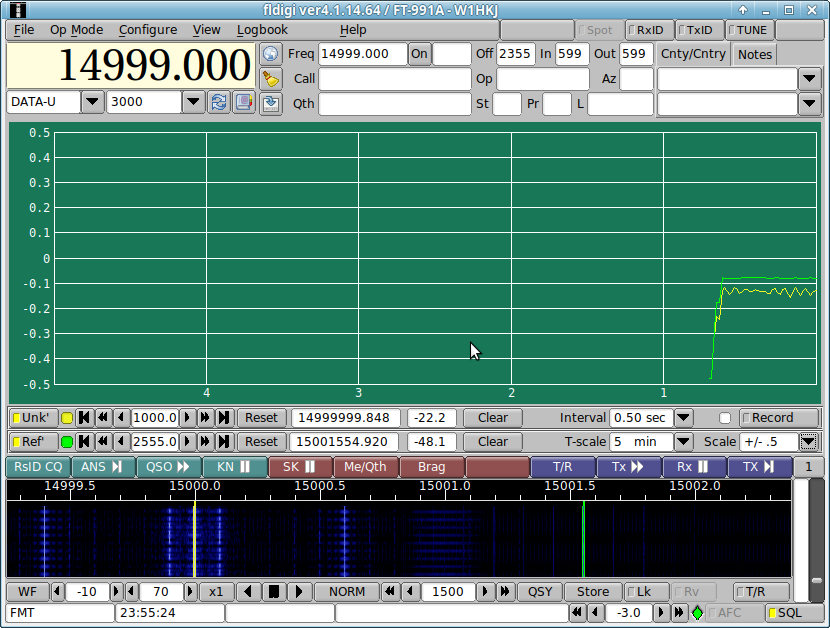 fldigi ver4.1.14.64 / FT-991A - W1HKJ
File Op Mode Configure View Logbook Help Spot RxID TxID TUNE
14999.000 Freq 14999.000 On Off 2355 In 599 Out 599 Cnty/Cntry Notes
Call Op Az
DATA-U 3000 Qth St Pr L
0.5
0.4
0.3
0.2
0.1
0
-0.1
-0.2
-0.3
-0.4
-0.5
4 3 2 1
Unk' 1000.0 Reset 14999999.848 -22.2 Clear Interval 0.50 sec Record
Ref' 2555.0 Reset 15001554.920 -48.1 Clear T-scale 5 min Scale +/- .5
RsID CQ ANS QSO KN SK Me/Qth Brag T/R Tx Rx TX 1
14999.5 15000.0 15000.5 15001.0 15001.5 15002.0
WF -10 70 x1 NORM 1500 QSY Store Lk Rv T/R
FMT 23:55:24 -3.0 AFC SQL